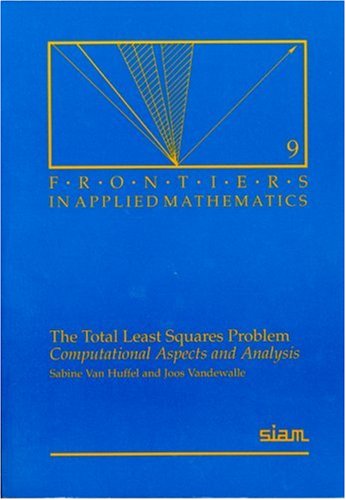 9
F·R·O·N·T·I·E·R·S
IN APPLIED MATHEMATICS
The Total Least Squares Problem
Computational Aspects and Analysis
Sabine Van Huffel and Joos Vandewalle
siam